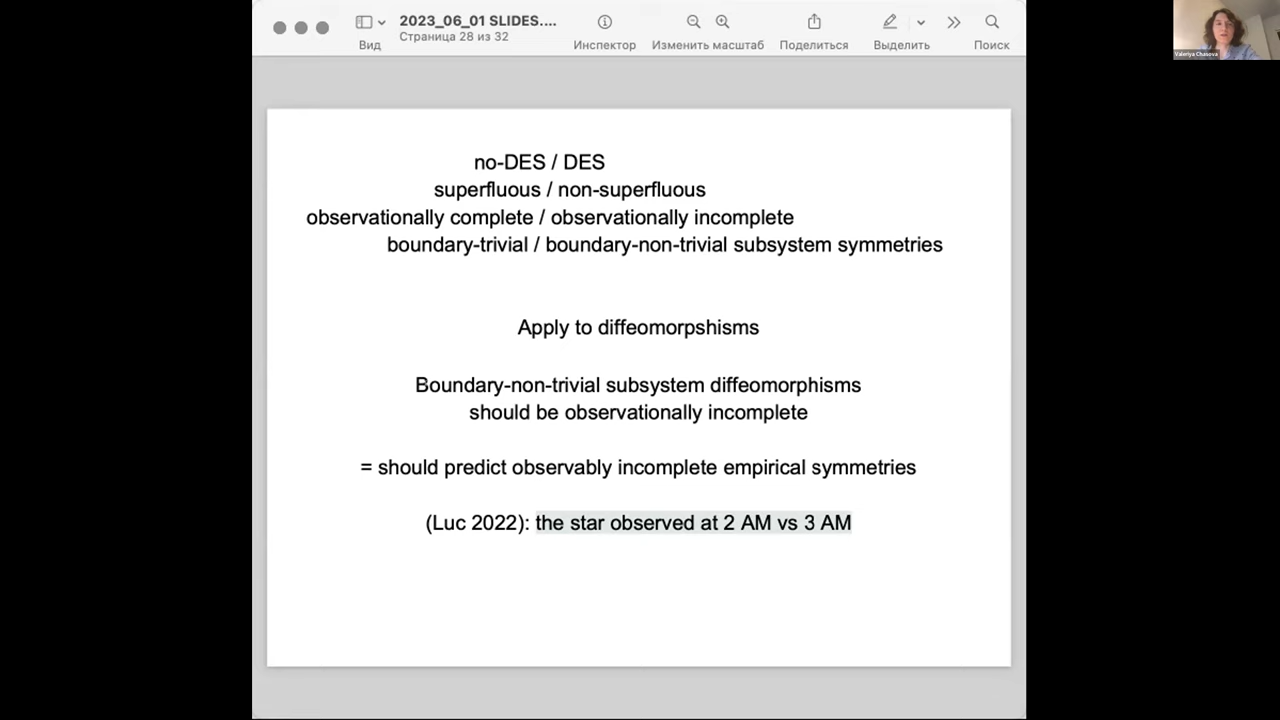 2023_06_01 SLIDES....
Страница 28 из 32
Вид
Инспектор
Изменить масштаб
Поделиться
Выделить
Поиск
Valeriya Chasova
no-DES / DES
superfluous / non-superfluous
observationally complete / observationally incomplete
boundary-trivial / boundary-non-trivial subsystem symmetries
Apply to diffeomorpshisms
Boundary-non-trivial subsystem diffeomorphisms
should be observationally incomplete
= should predict observably incomplete empirical symmetries
(Luc 2022): the star observed at 2 AM vs 3 AM